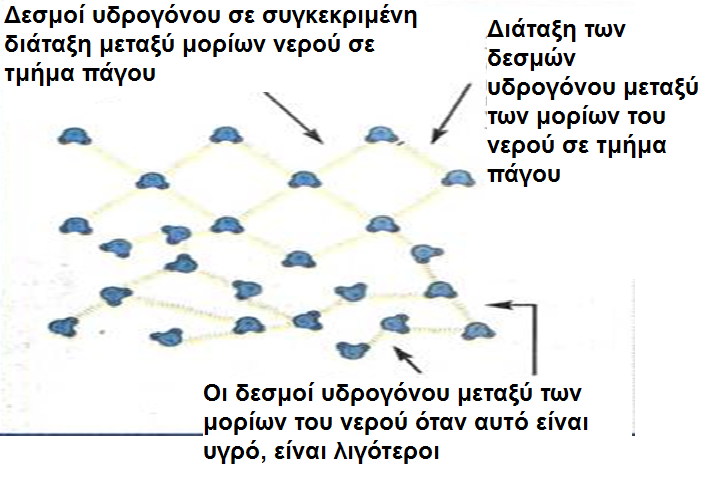 Δεσμοί υδρογόνου σε συγκεκριμένη
διάταξη μεταξύ μορίων νερού σε
τμήμα πάγου
Διάταξη των
δεσμών
υδρογόνου μεταξύ
των μορίων του
νερού σε τμήμα
πάγου
Οι δεσμοί υδρογόνου μεταξύ των
μορίων του νερού όταν αυτό είναι
υγρό, είναι λιγότεροι